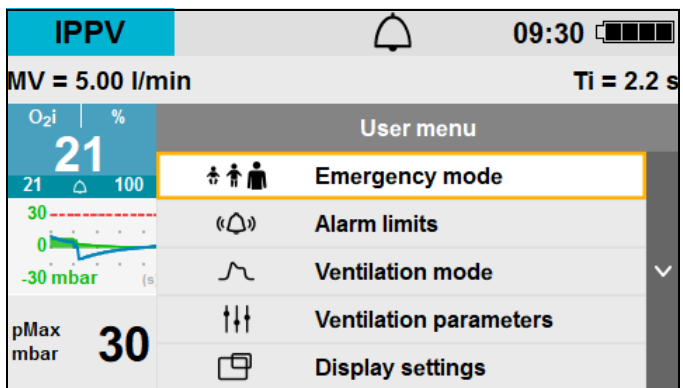 IPPV 09:30
MV = 5.00 l/min Ti = 2.2 s
O₂i %
21
21 100
30
0
-30 mbar (s
pMax
mbar 30
User menu
Emergency mode
Alarm limits
Ventilation mode
Ventilation parameters
Display settings